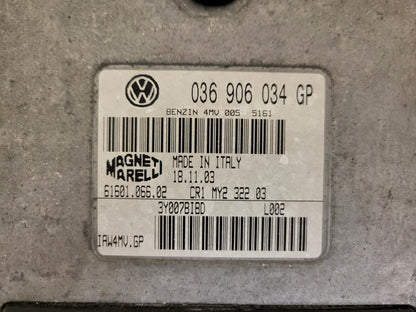 036 906 034 GP
BENZIN 4MV 005 5161
MAGNETI
MARELLI
MADE IN ITALY
18.11.03
61601.066.02 CR1 MY2 322 03
3Y007BIBD L002
IAW4MV.GP